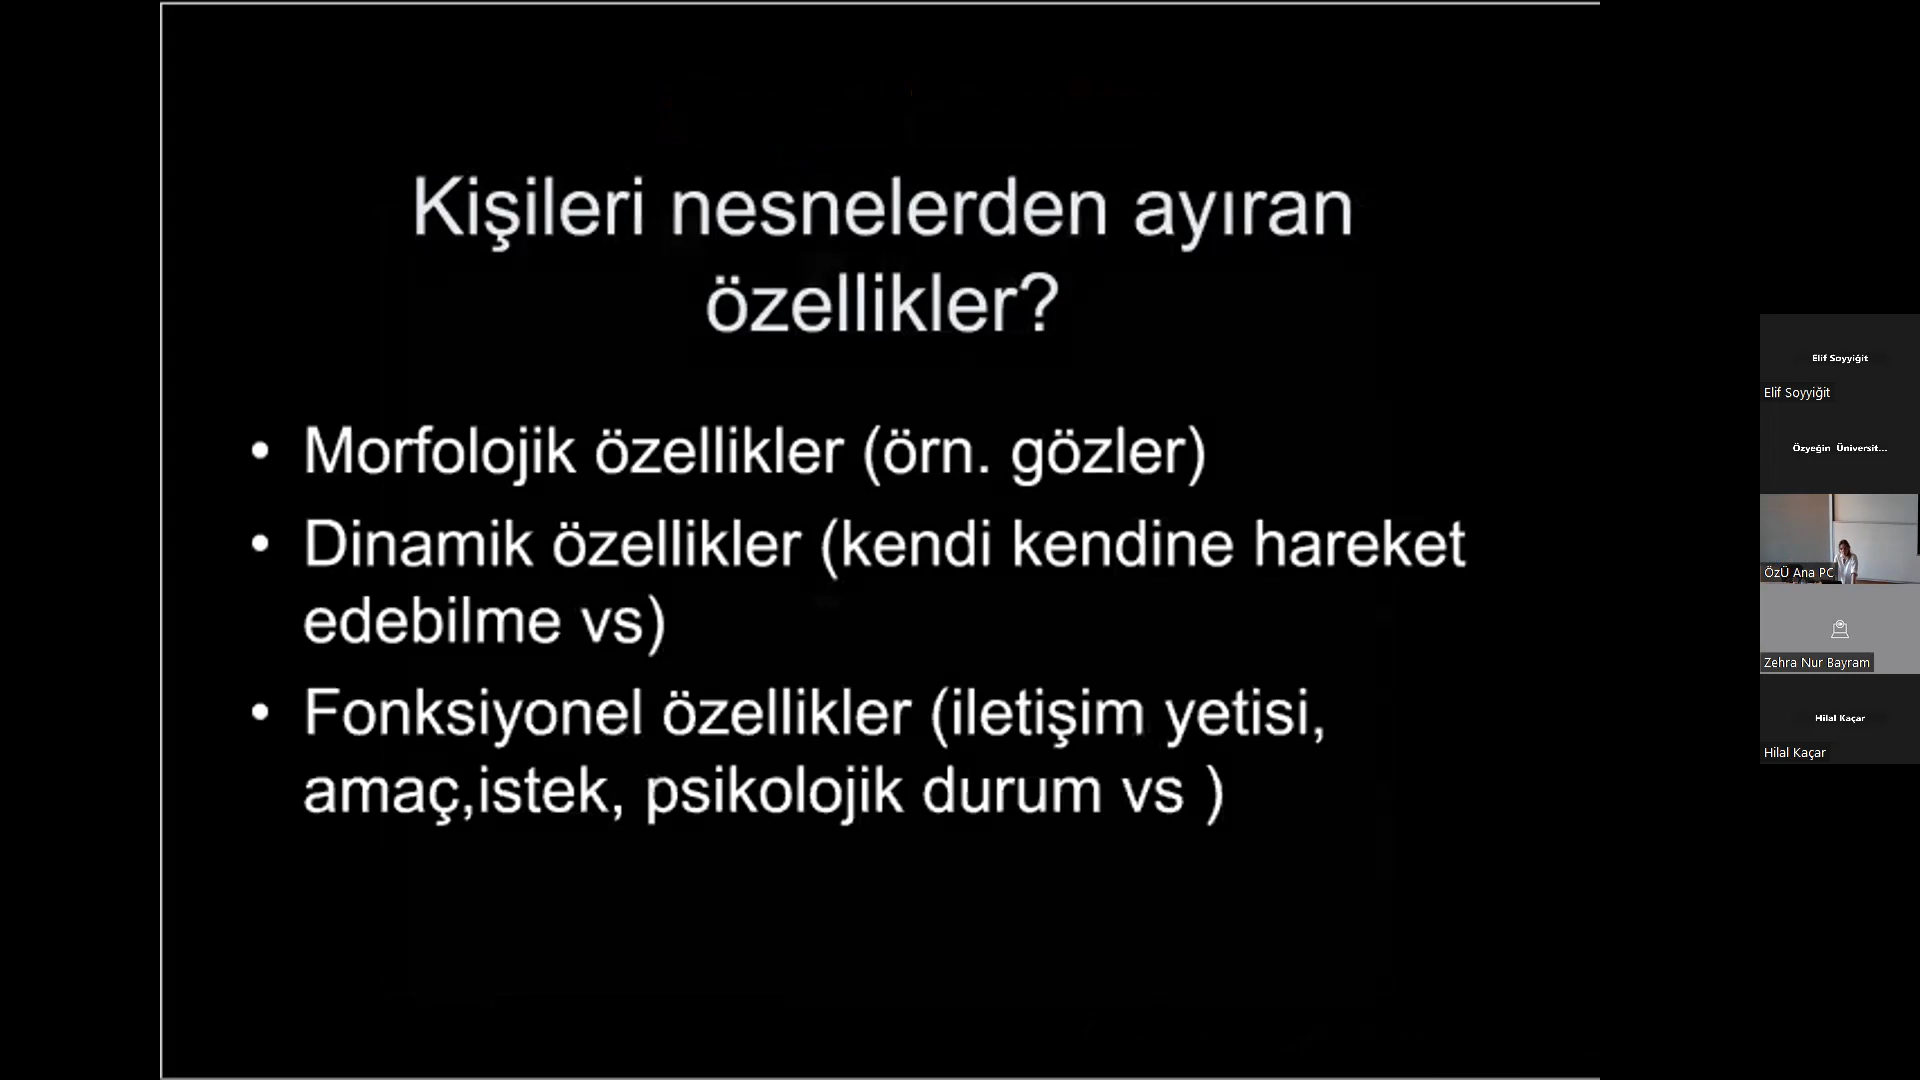 Kişileri nesnelerden ayıran
özellikler?
• Morfolojik özellikler (örn. gözler)
• Dinamik özellikler (kendi kendine hareket
edebilme vs)
• Fonksiyonel özellikler (iletişim yetisi,
amaç,istek, psikolojik durum vs )
Elif Soyyiğit
Elif Soyyiğit
Özyeğin Üniversit...
ÖzÜ Ana PC
Zehra Nur Bayram
Hilal Kaçar
Hilal Kaçar